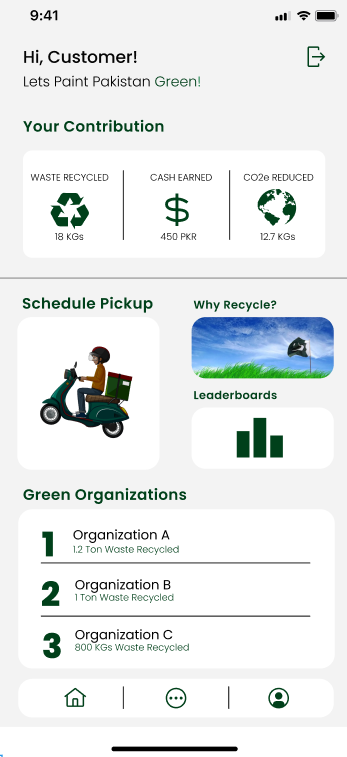 9:41
Hi, Customer!
Lets Paint Pakistan Green!
Your Contribution
WASTE RECYCLED
CASH EARNED
CO2e REDUCED
$
18 KGs
450 PKR
12.7 KGs
Schedule Pickup
Why Recycle?
Leaderboards
Green Organizations
1
Organization A
1.2 Ton Waste Recycled
2
Organization B
1 Ton Waste Recycled
3
Organization C
800 KGs Waste Recycled